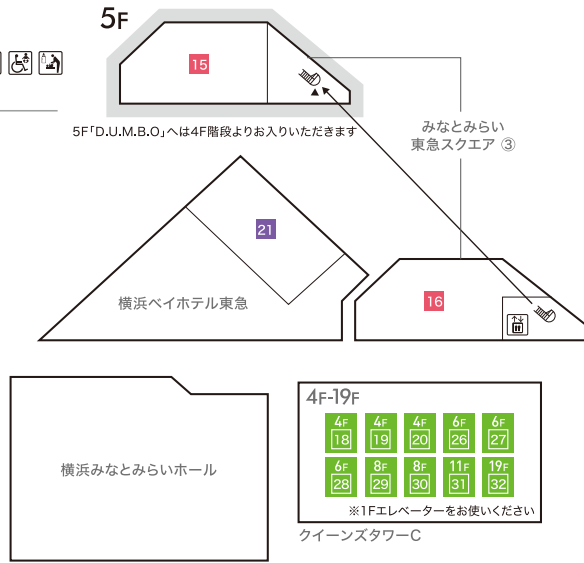 5F
15
5F「D.U.M.B.O」へは4F階段よりお入りいただきます
みなとみらい
東急スクエア ③
21
横浜ベイホテル東急
16
横浜みなとみらいホール
4F-19F
4F 4F 4F 6F 6F
18 19 20 26 27
6F 8F 8F 11F 19F
28 29 30 31 32
※1Fエレベーターをお使いください
クイーンズタワーC